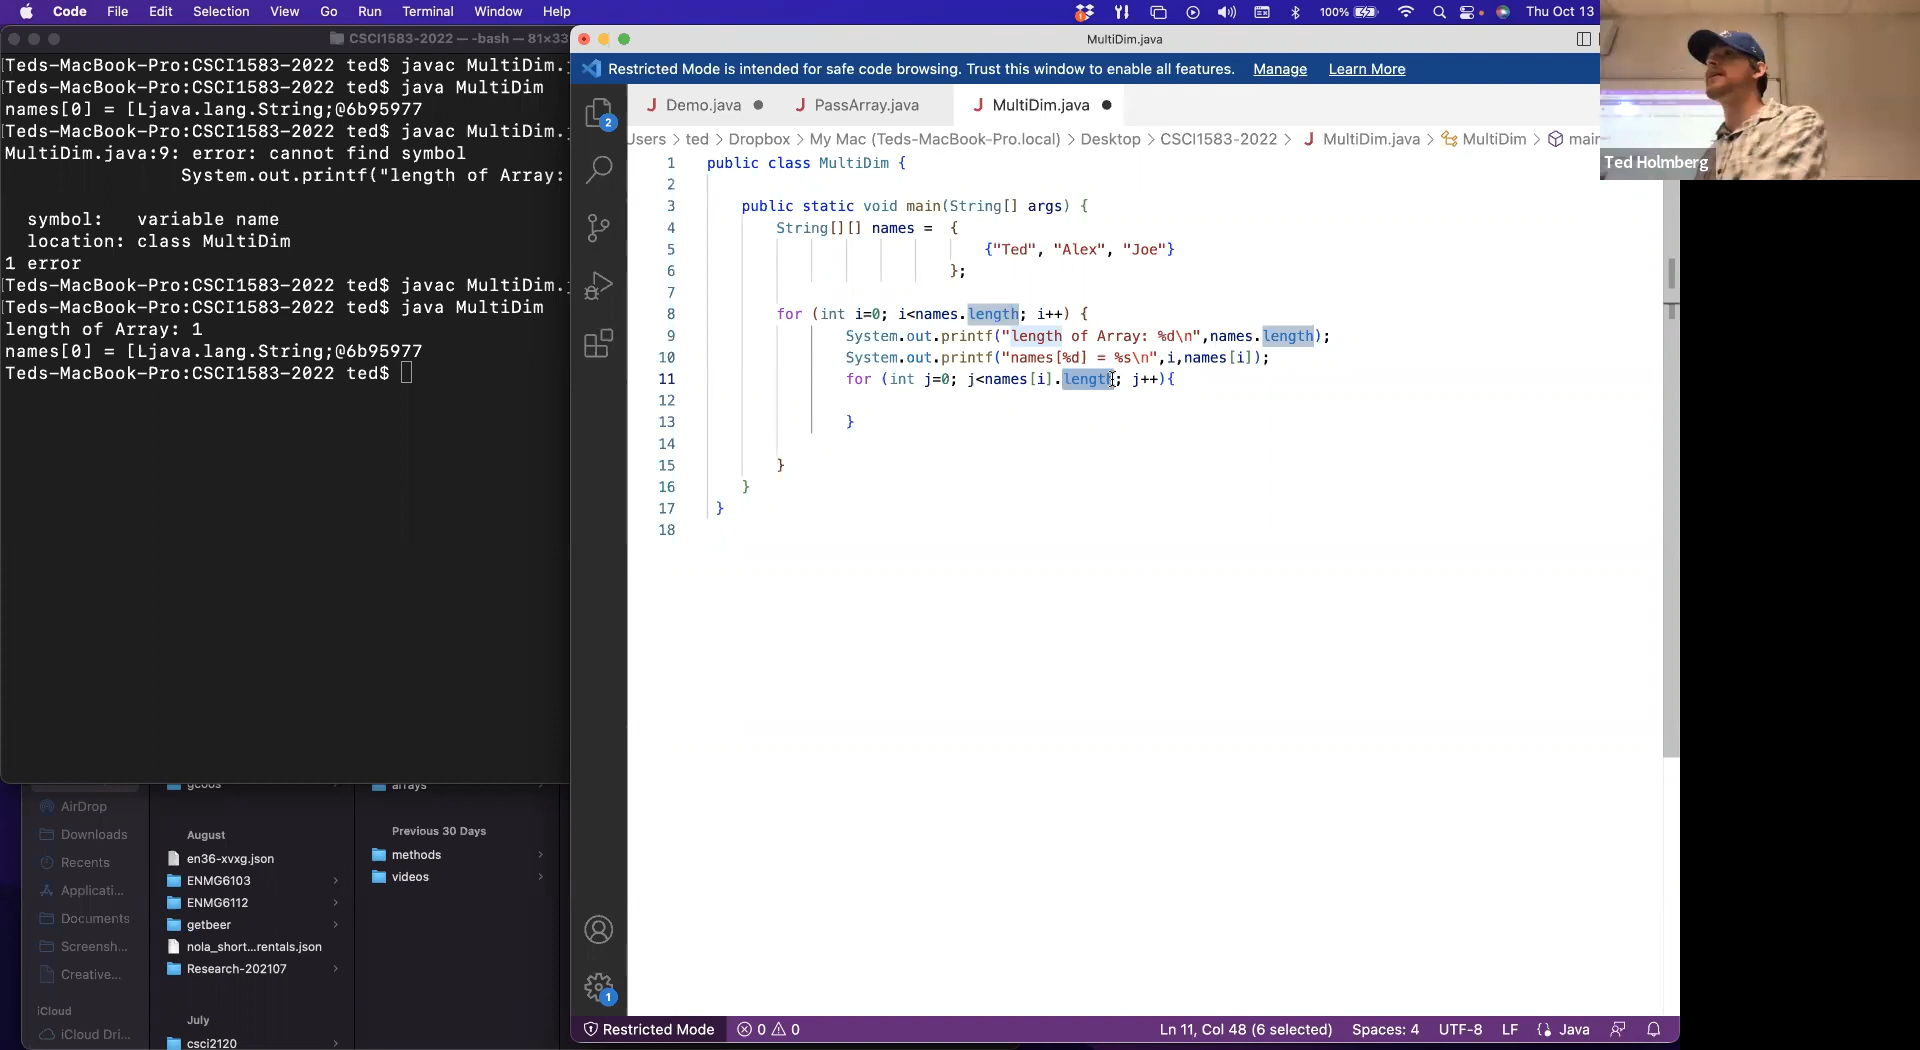 Code File Edit Selection View Go Run Terminal Window Help 100% Thu Oct 13
CSCI1583-2022 — -bash — 81×33
Teds-MacBook-Pro:CSCI1583-2022 ted$ javac MultiDim.
Teds-MacBook-Pro:CSCI1583-2022 ted$ java MultiDim
names[0] = [Ljava.lang.String;@6b95977
Teds-MacBook-Pro:CSCI1583-2022 ted$ javac MultiDim.
MultiDim.java:9: error: cannot find symbol
System.out.printf("length of Array:
symbol: variable name
location: class MultiDim
1 error
Teds-MacBook-Pro:CSCI1583-2022 ted$ javac MultiDim.
Teds-MacBook-Pro:CSCI1583-2022 ted$ java MultiDim
length of Array: 1
names[0] = [Ljava.lang.String;@6b95977
Teds-MacBook-Pro:CSCI1583-2022 ted$
AirDrop
Downloads
Recents
Applicati...
Documents
Screensh...
Creative...
iCloud
iCloud Dri...
gcoos
August
en36-xvxg.json
ENMG6103
ENMG6112
getbeer
nola_short...rentals.json
Research-202107
July
csci2120
arrays
Previous 30 Days
methods
videos
MultiDim.java
Restricted Mode is intended for safe code browsing. Trust this window to enable all features. Manage Learn More
2
1
J Demo.java J PassArray.java J MultiDim.java
Users > ted > Dropbox > My Mac (Teds-MacBook-Pro.local) > Desktop > CSCI1583-2022 > J MultiDim.java > MultiDim > main
1 public class MultiDim {
2
3 public static void main(String[] args) {
4 String[][] names = {
5 {"Ted", "Alex", "Joe"}
6 };
7
8 for (int i=0; i<names.length; i++) {
9 System.out.printf("length of Array: %d\n",names.length);
10 System.out.printf("names[%d] = %s\n",i,names[i]);
11 for (int j=0; j<names[i].length; j++){
12
13 }
14
15 }
16 }
17 }
18
Restricted Mode 0 0 Ln 11, Col 48 (6 selected) Spaces: 4 UTF-8 LF Java
Ted Holmberg